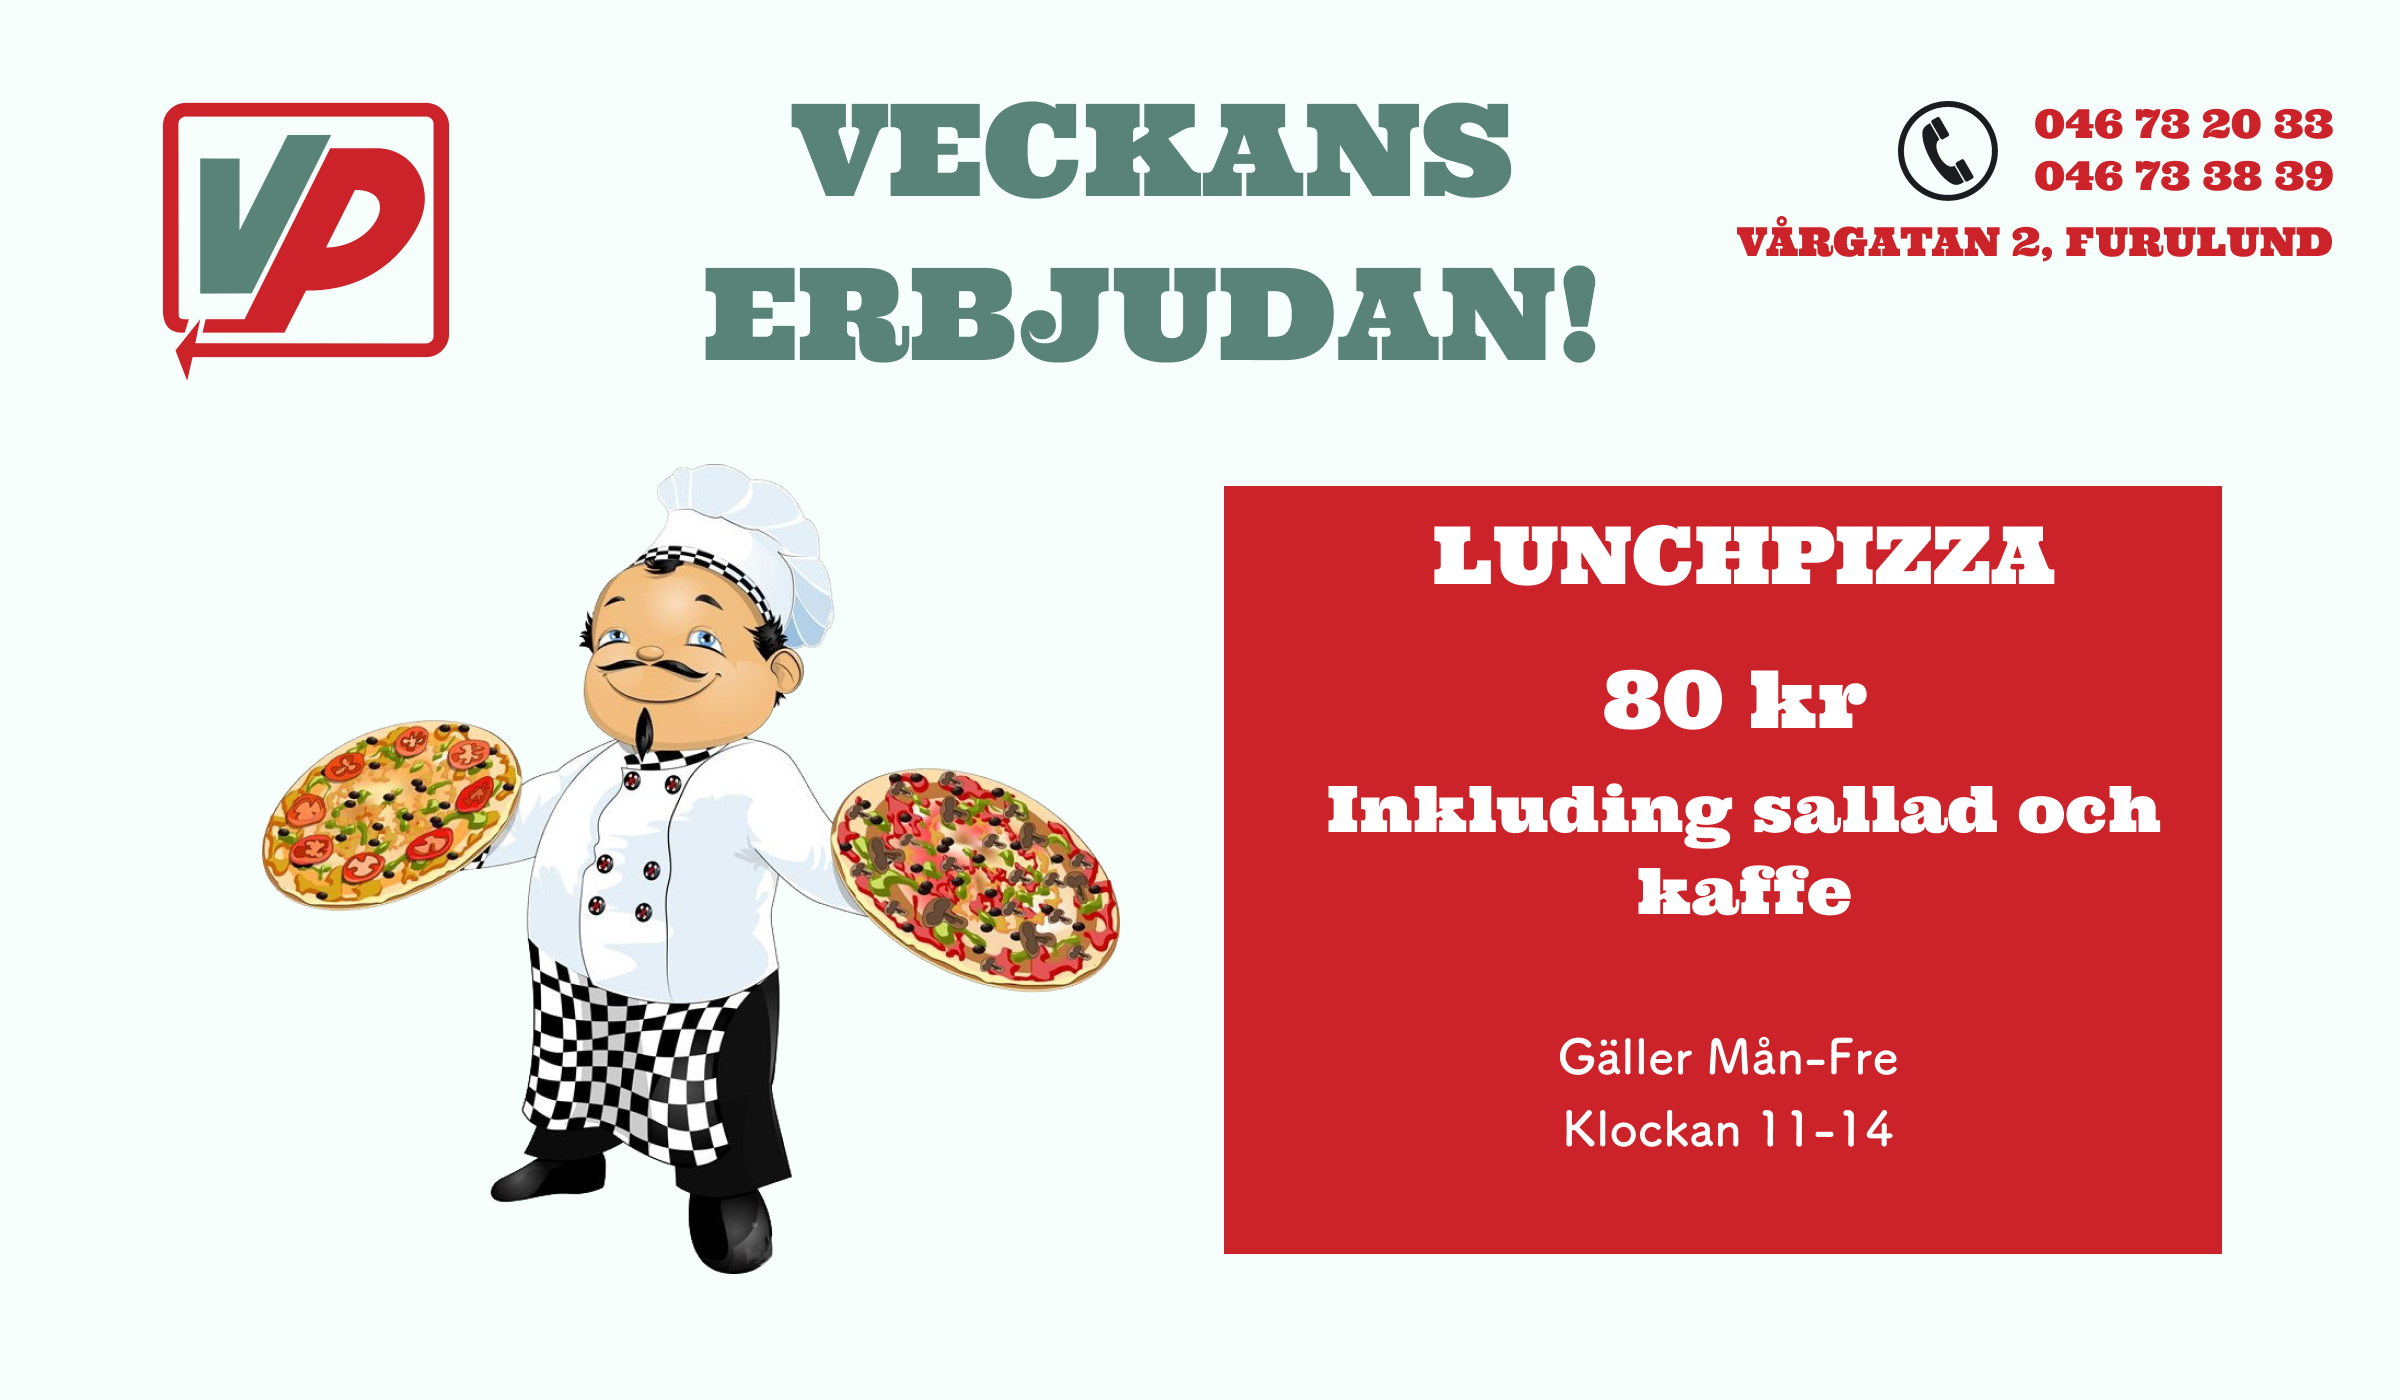 VP
VECKANS
ERBJUDAN!
046 73 20 33
046 73 38 39
VÅRGATAN 2, FURULUND
LUNCHPIZZA
80 kr
Inkluding sallad och
kaffe
Gäller Mån-Fre
Klockan 11-14